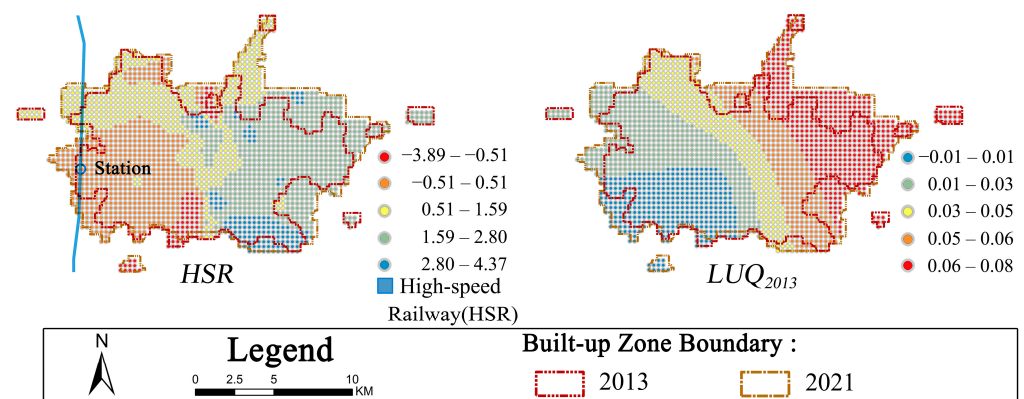 Station
−3.89 – −0.51
−0.51 – 0.51
0.51 – 1.59
1.59 – 2.80
2.80 – 4.37
High-speed
Railway(HSR)
HSR
−0.01 – 0.01
0.01 – 0.03
0.03 – 0.05
0.05 – 0.06
0.06 – 0.08
LUQ2013
N
Legend
0 2.5 5 10
KM
Built-up Zone Boundary :
2013 2021